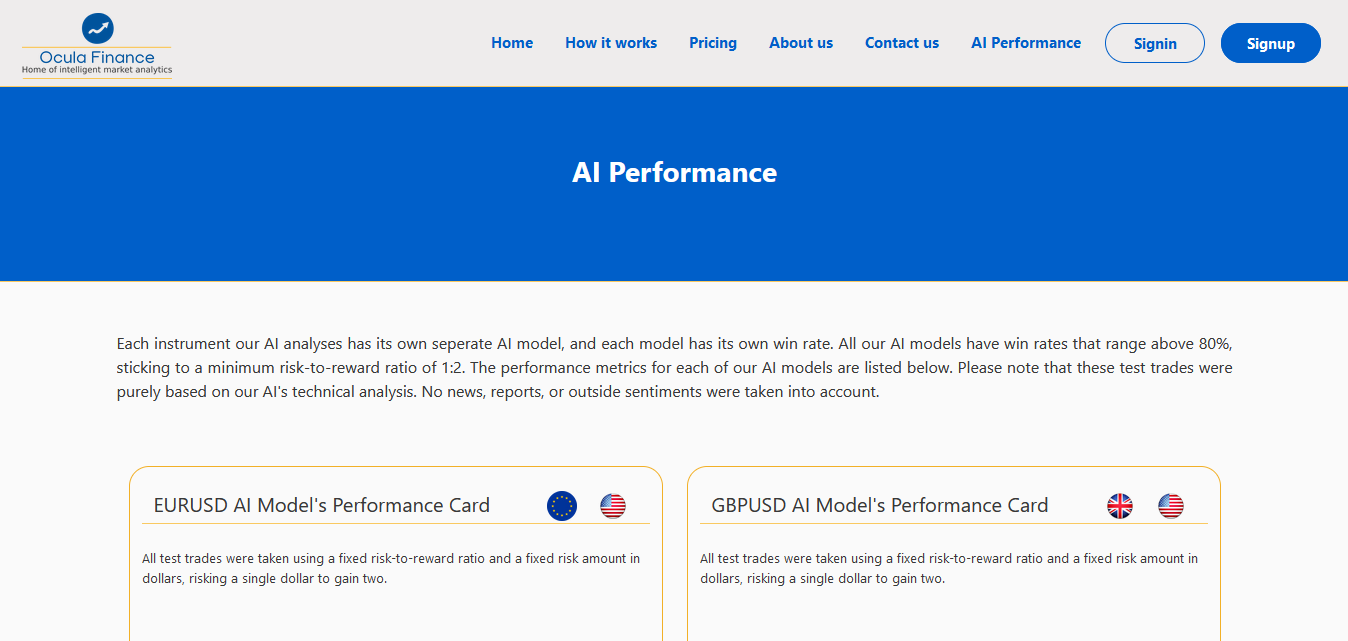 Ocula Finance
Home of intelligent market analytics
Home
How it works
Pricing
About us
Contact us
AI Performance
Signin
Signup
AI Performance
Each instrument our AI analyses has its own seperate AI model, and each model has its own win rate. All our AI models have win rates that range above 80%,
sticking to a minimum risk-to-reward ratio of 1:2. The performance metrics for each of our AI models are listed below. Please note that these test trades were
purely based on our AI's technical analysis. No news, reports, or outside sentiments were taken into account.
EURUSD AI Model's Performance Card
All test trades were taken using a fixed risk-to-reward ratio and a fixed risk amount in
dollars, risking a single dollar to gain two.
GBPUSD AI Model's Performance Card
All test trades were taken using a fixed risk-to-reward ratio and a fixed risk amount in
dollars, risking a single dollar to gain two.